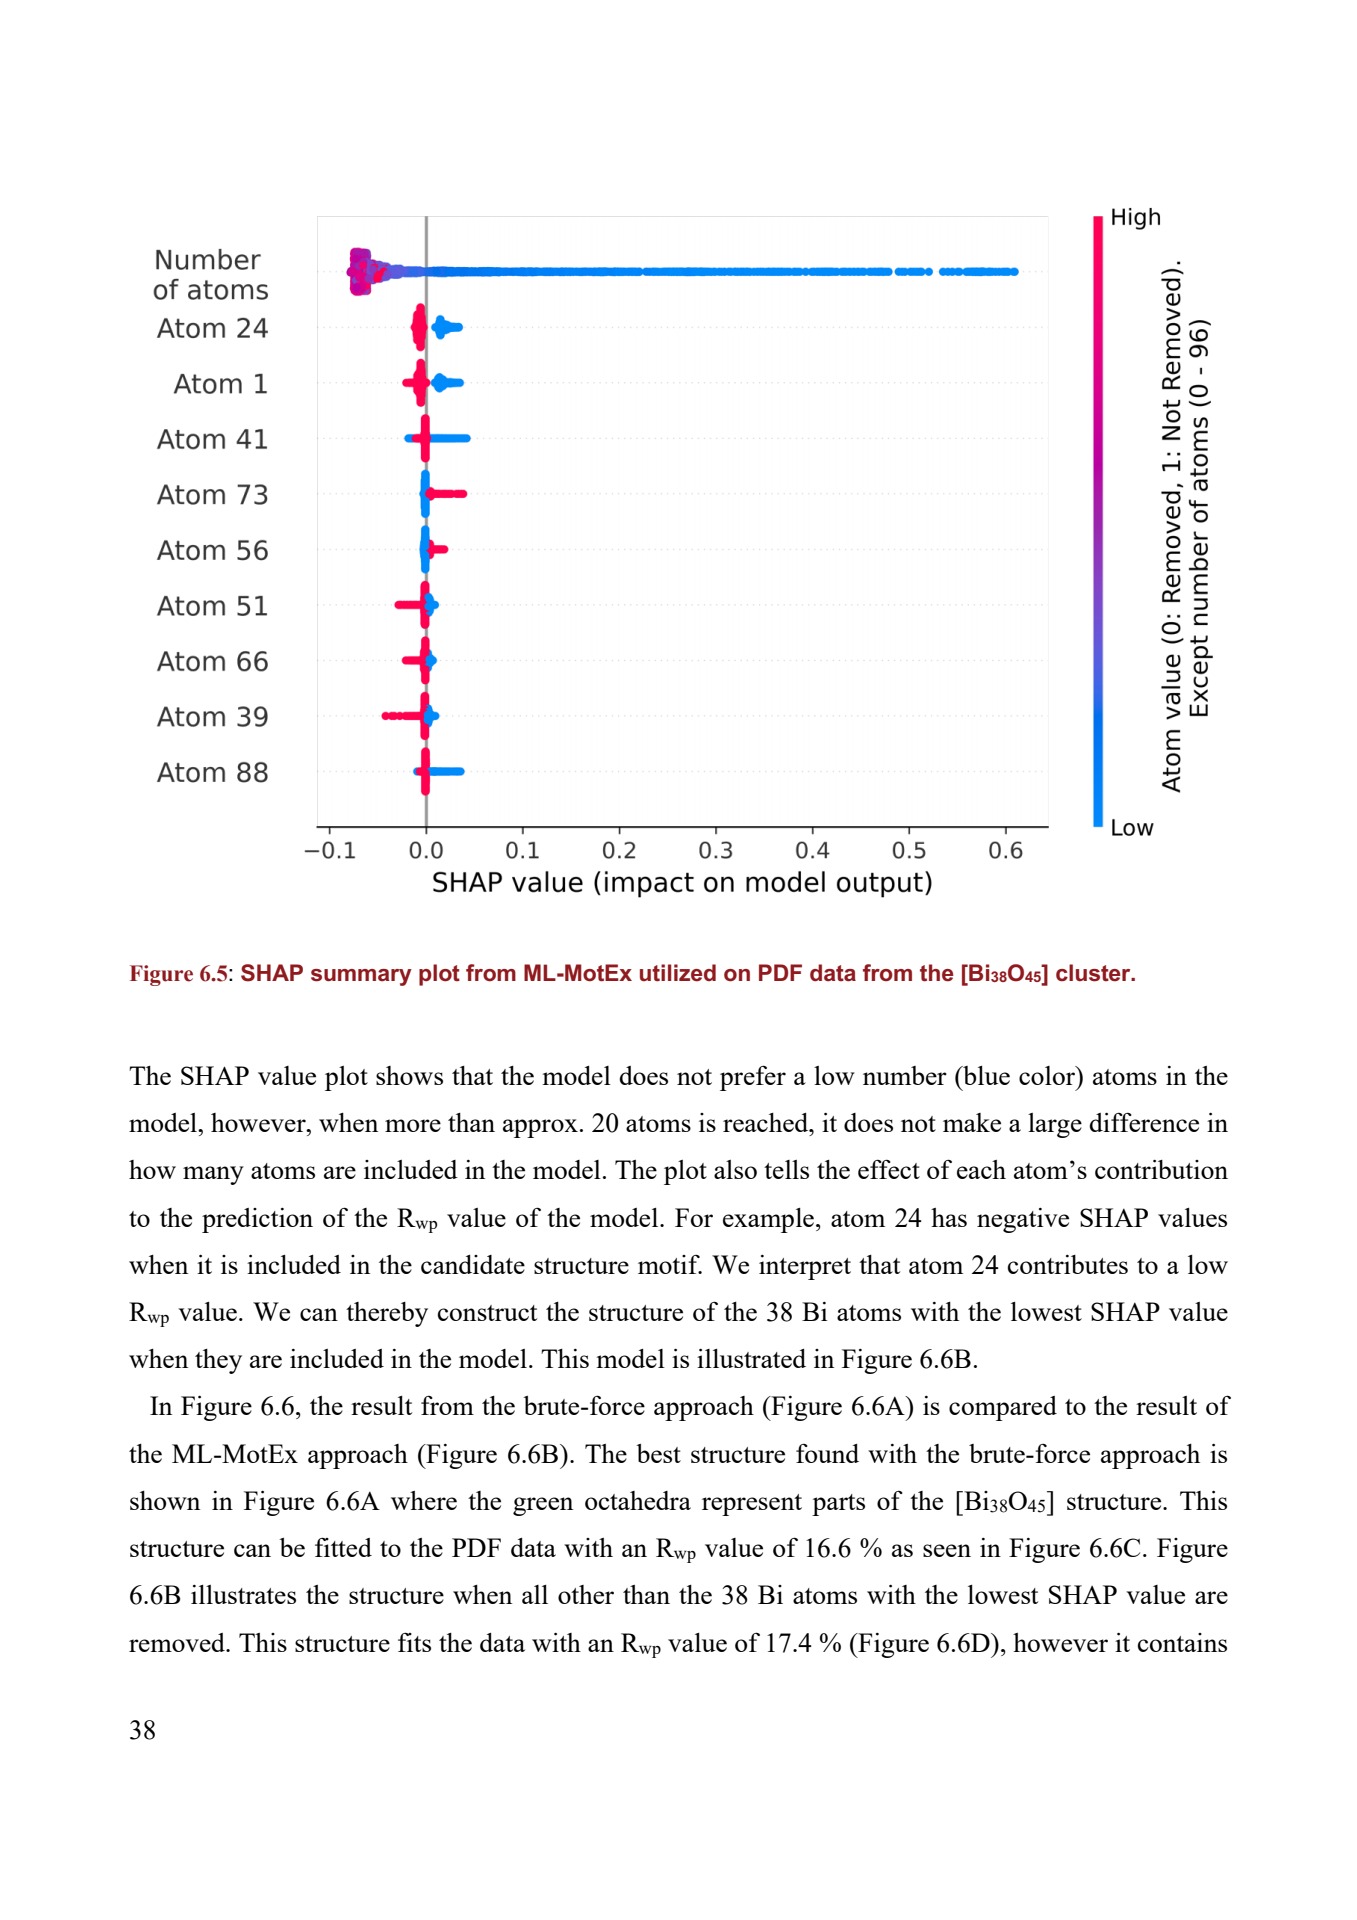 High
Number
of atoms
Atom 24
Atom 1
Atom 41
Atom 73
Atom 56
Atom 51
Atom 66
Atom 39
Atom 88
Low
Atom value (0: Removed, 1: Not Removed).
Except number of atoms (0 - 96)
−0.1 0.0 0.1 0.2 0.3 0.4 0.5 0.6
SHAP value (impact on model output)
Figure 6.5: SHAP summary plot from ML-MotEx utilized on PDF data from the [Bi₃₈O₄₅] cluster.
The SHAP value plot shows that the model does not prefer a low number (blue color) atoms in the
model, however, when more than approx. 20 atoms is reached, it does not make a large difference in
how many atoms are included in the model. The plot also tells the effect of each atom’s contribution
to the prediction of the Rwp value of the model. For example, atom 24 has negative SHAP values
when it is included in the candidate structure motif. We interpret that atom 24 contributes to a low
Rwp value. We can thereby construct the structure of the 38 Bi atoms with the lowest SHAP value
when they are included in the model. This model is illustrated in Figure 6.6B.
In Figure 6.6, the result from the brute-force approach (Figure 6.6A) is compared to the result of
the ML-MotEx approach (Figure 6.6B). The best structure found with the brute-force approach is
shown in Figure 6.6A where the green octahedra represent parts of the [Bi₃₈O₄₅] structure. This
structure can be fitted to the PDF data with an Rwp value of 16.6 % as seen in Figure 6.6C. Figure
6.6B illustrates the structure when all other than the 38 Bi atoms with the lowest SHAP value are
removed. This structure fits the data with an Rwp value of 17.4 % (Figure 6.6D), however it contains
38